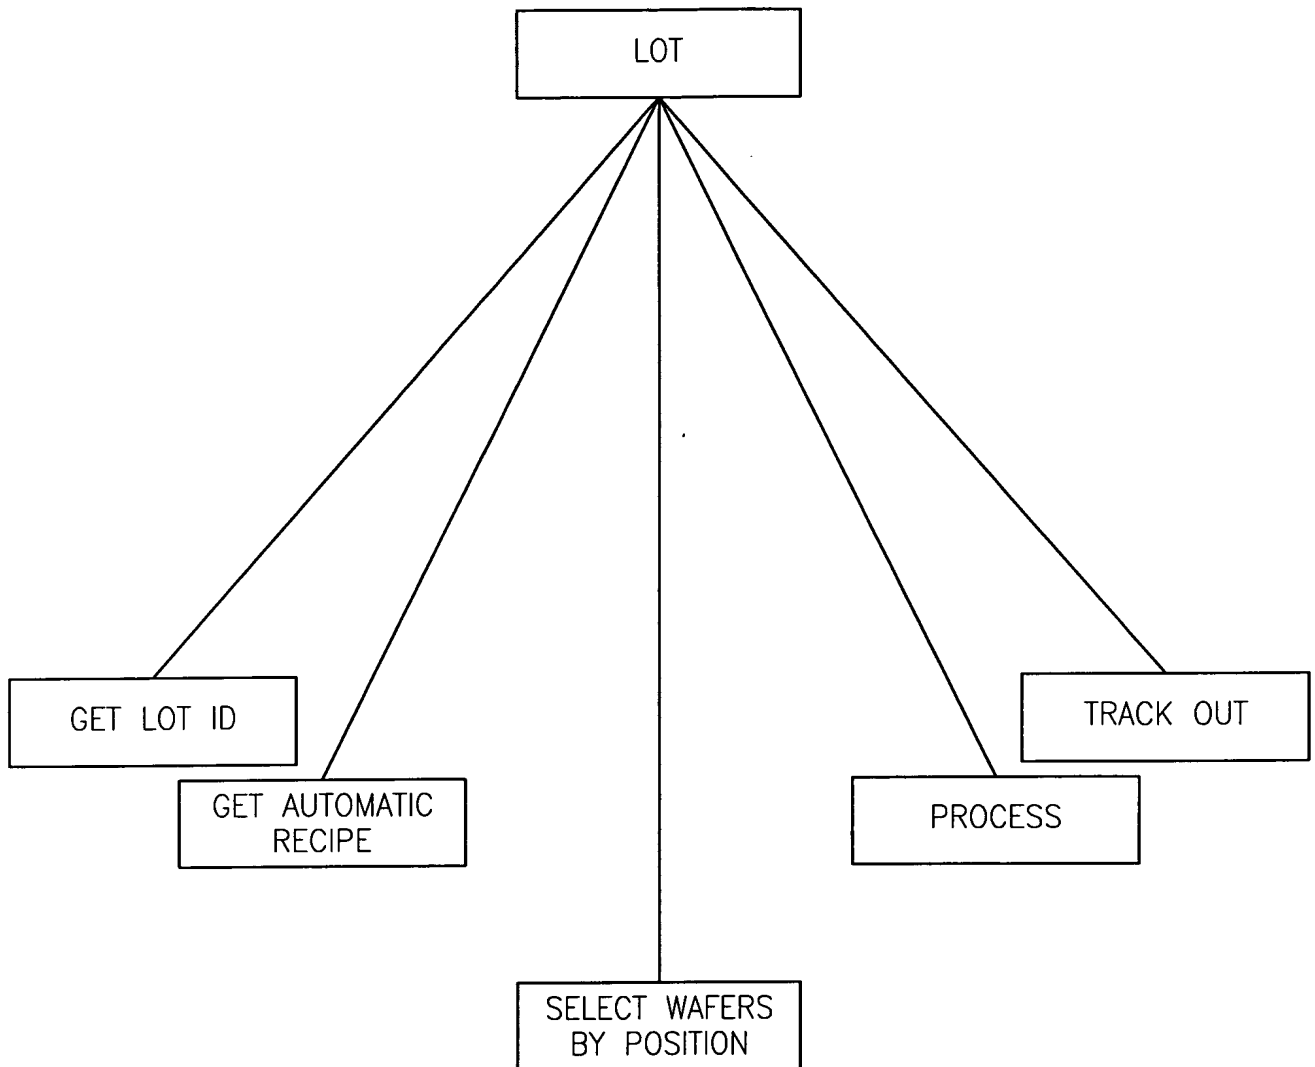 LOT
GET LOT ID
TRACK OUT
GET AUTOMATIC
RECIPE
PROCESS
SELECT WAFERS
BY POSITION